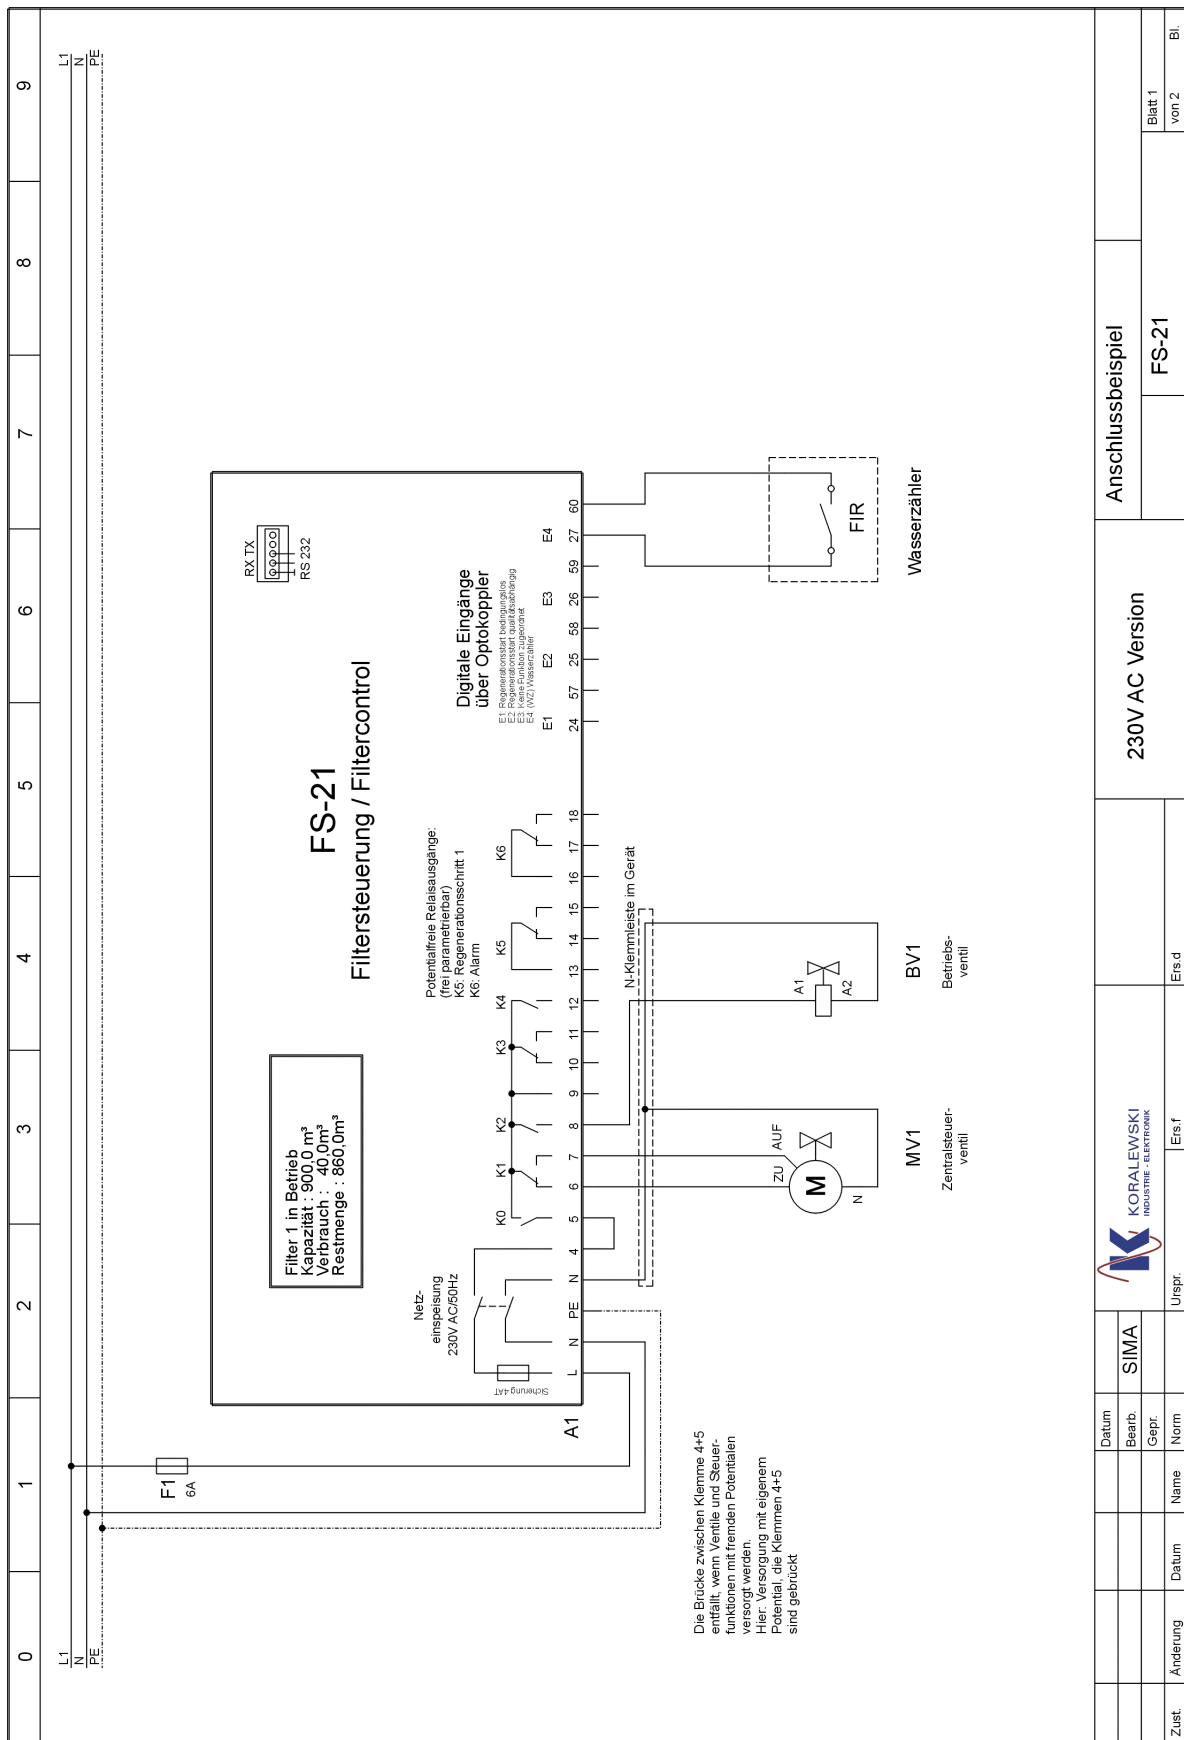 0 1 2 3 4 5 6 7 8 9
L1
N
PE
L1
N
PE
F1
6A
A1
FS-21
Filtersteuerung / Filtercontrol
Filter 1 in Betrieb
Kapazität : 900,0 m³
Verbrauch : 40,0m³
Restmenge : 860,0m³
RX TX
RS 232
Netz-
einspeisung
230V AC/50Hz
Sicherung 4AT
Potentialfreie Relaisausgänge:
(frei parametrierbar)
K5: Regenerationsschritt 1
K6: Alarm
Digitale Eingänge
über Optokoppler
E1: Regenerationsstart bedingungslos
E2: Regenerationsstart qualitätsabhängig
E3: Keine Funktion zugeordnet
E4: (WZ) Wasserzähler
K0 K1 K2 K3 K4 K5 K6
E1 E2 E3 E4
L N PE N 4 5 6 7 8 9 10 11 12 13 14 15 16 17 18 24 57 25 58 26 59 27 60
N-Klemmleiste im Gerät
ZU
AUF
M
N
MV1
Zentralsteuer-
ventil
A1
A2
BV1
Betriebs-
ventil
FIR
Wasserzähler
Die Brücke zwischen Klemme 4+5
entfällt, wenn Ventile und Steuer-
funktionen mit fremden Potentialen
versorgt werden.
Hier: Versorgung mit eigenem
Potential, die Klemmen 4+5
sind gebrückt
Datum
Bearb. SIMA
Gepr.
Zust. Änderung Datum Name Norm Urspr. Ers.f Ers.d
KORALEWSKI
INDUSTRIE - ELEKTRONIK
230V AC Version
Anschlussbeispiel
FS-21
Blatt 1
von 2 Bl.